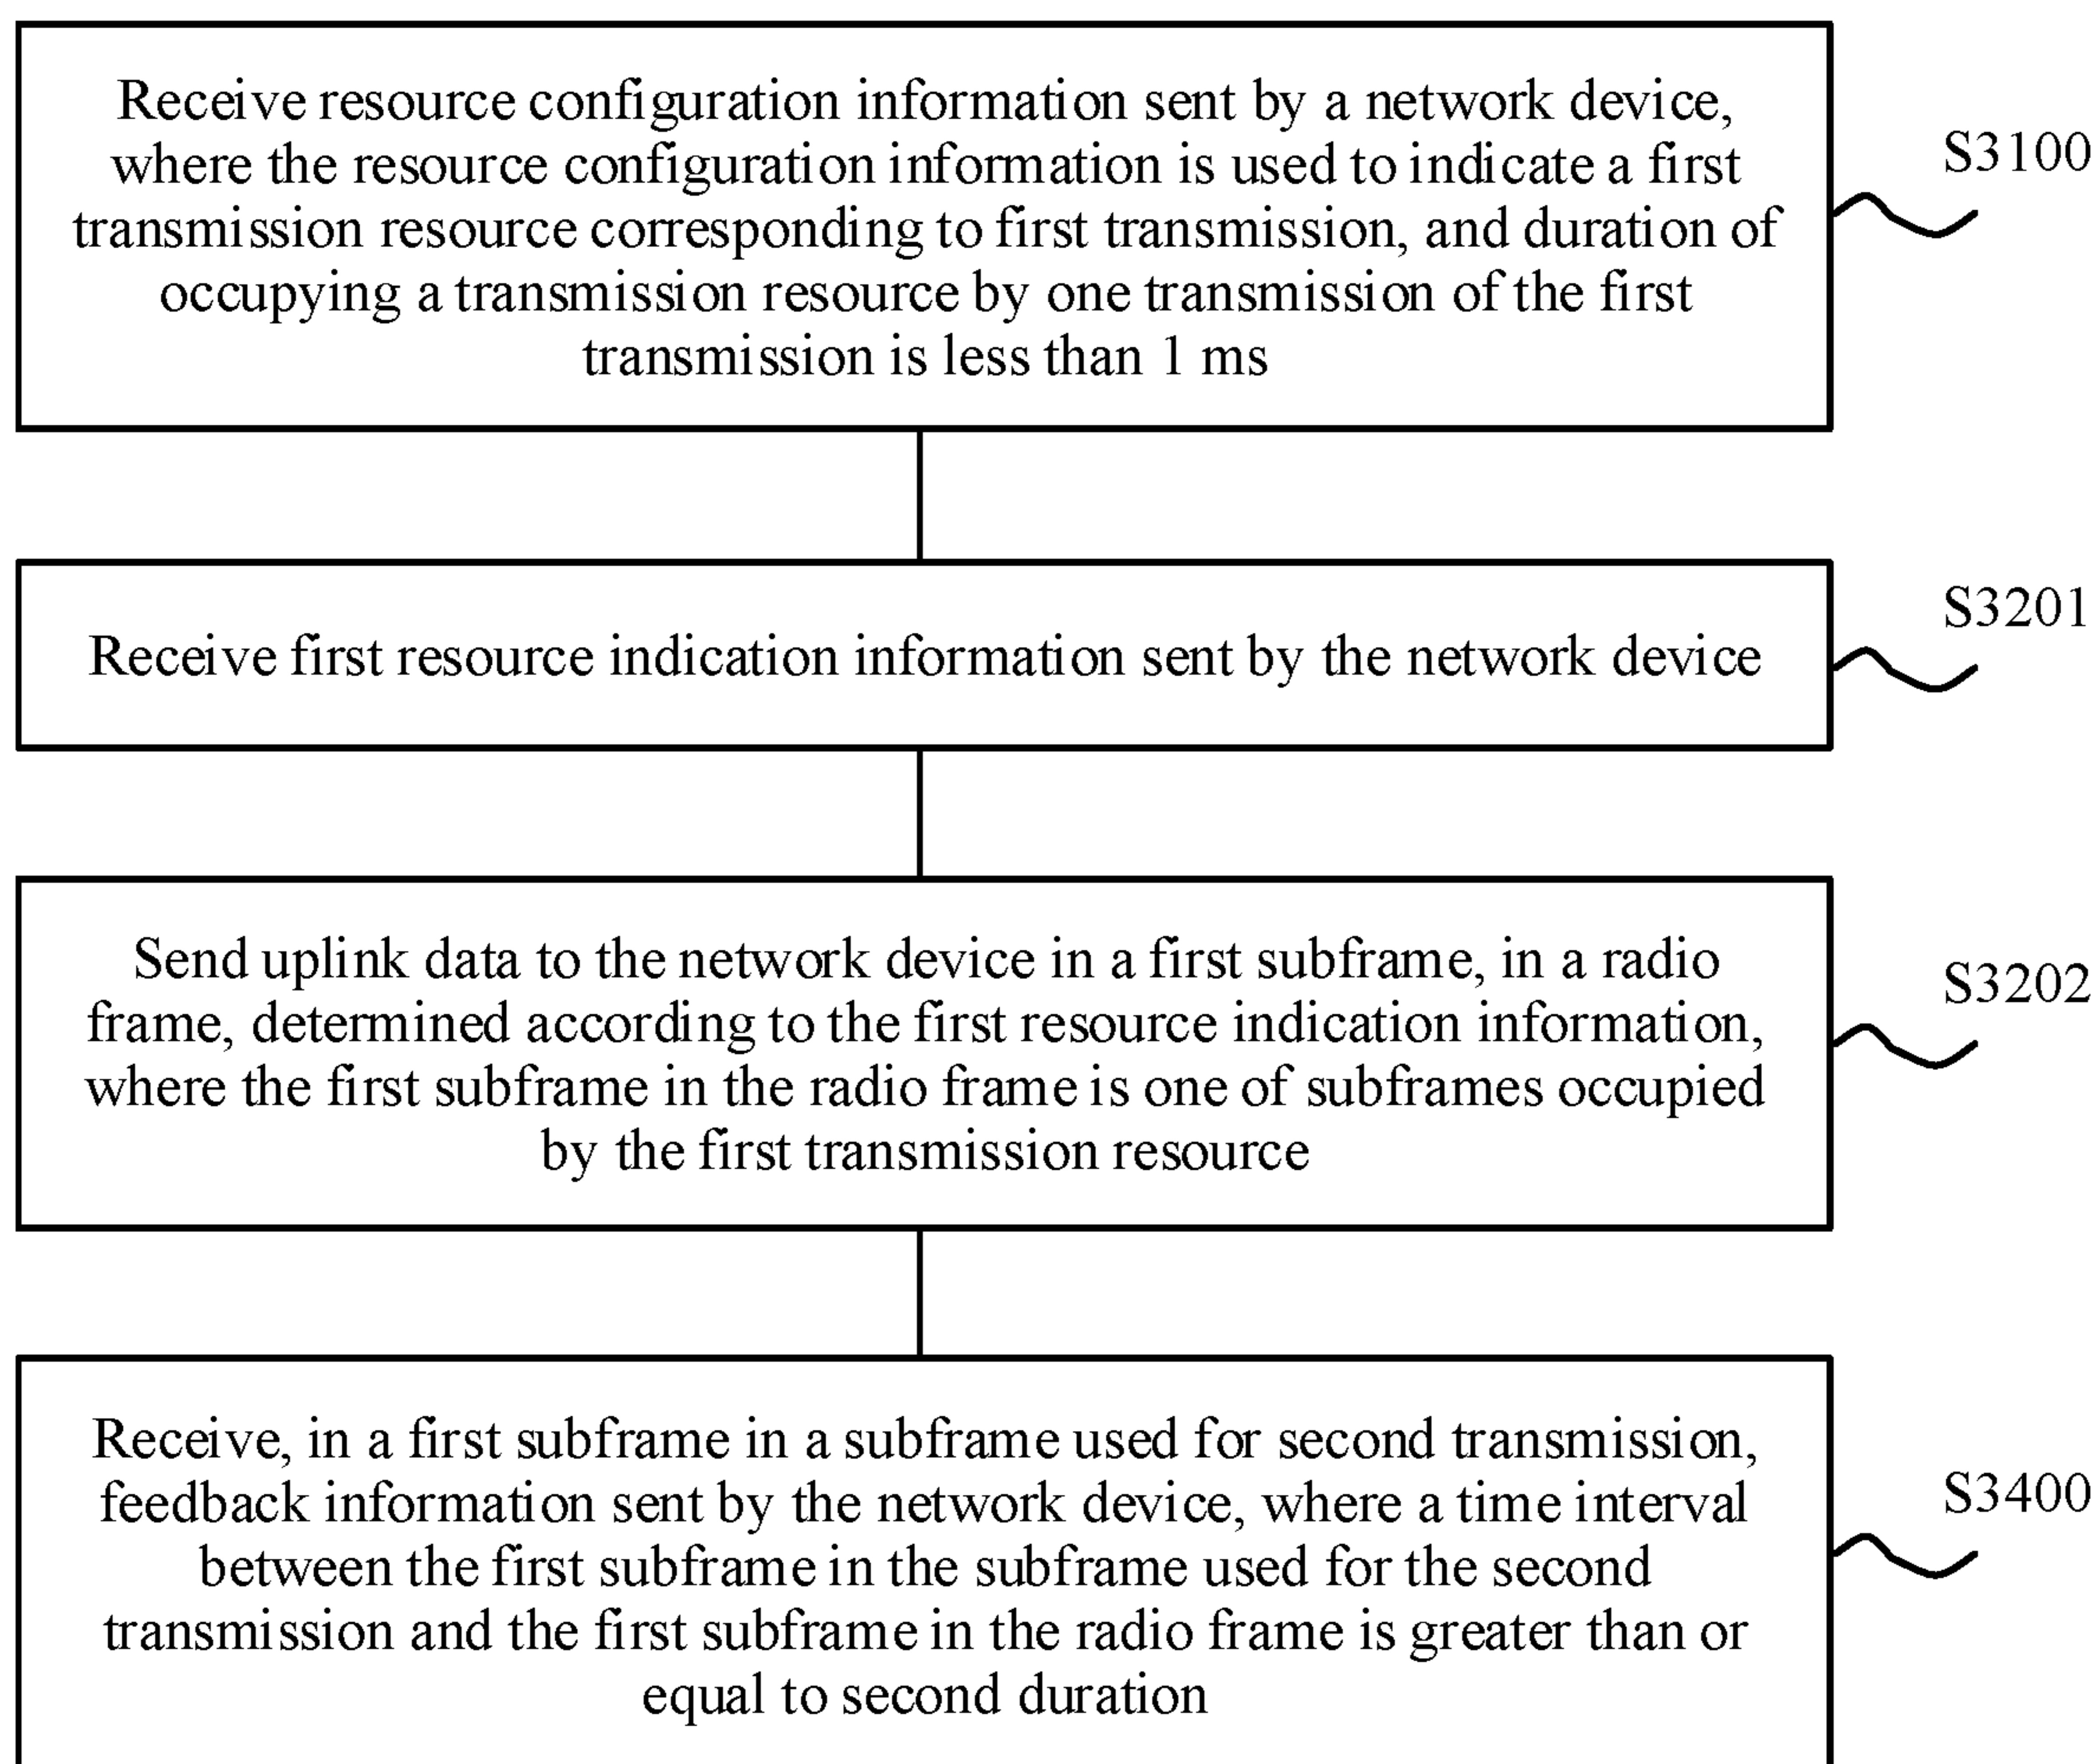 Receive resource configuration information sent by a network device,
where the resource configuration information is used to indicate a first
transmission resource corresponding to first transmission, and duration of
occupying a transmission resource by one transmission of the first
transmission is less than 1 ms
S3100
Receive first resource indication information sent by the network device
S3201
Send uplink data to the network device in a first subframe, in a radio
frame, determined according to the first resource indication information,
where the first subframe in the radio frame is one of subframes occupied
by the first transmission resource
S3202
Receive, in a first subframe in a subframe used for second transmission,
feedback information sent by the network device, where a time interval
between the first subframe in the subframe used for the second
transmission and the first subframe in the radio frame is greater than or
equal to second duration
S3400